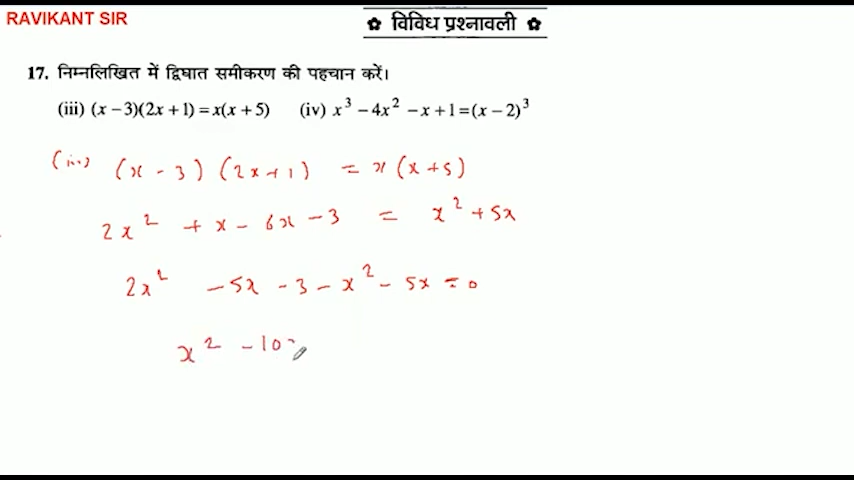 RAVIKANT SIR
✿ विविध प्रश्नावली ✿
17. निम्नलिखित में द्विघात समीकरण की पहचान करें।
(iii) (x − 3)(2x + 1) = x(x + 5) (iv) x³ − 4x² − x + 1 = (x − 2)³
(iii) (x − 3) (2x + 1) = x (x + 5)
2x² + x − 6x − 3 = x² + 5x
2x² − 5x − 3 − x² − 5x = 0
x² − 10